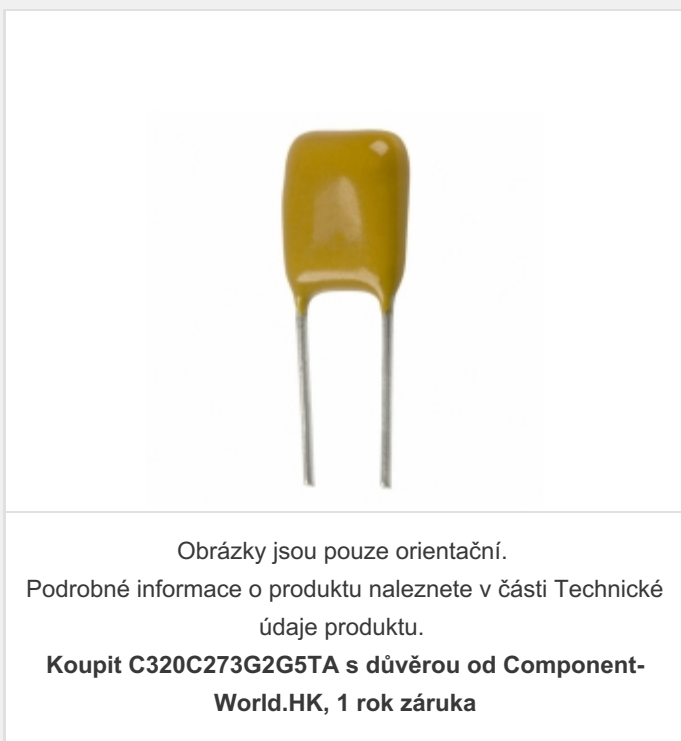 Obrázky jsou pouze orientační.
Podrobné informace o produktu naleznete v části Technické
údaje produktu.
Koupit C320C273G2G5TA s důvěrou od Component-
World.HK, 1 rok záruka